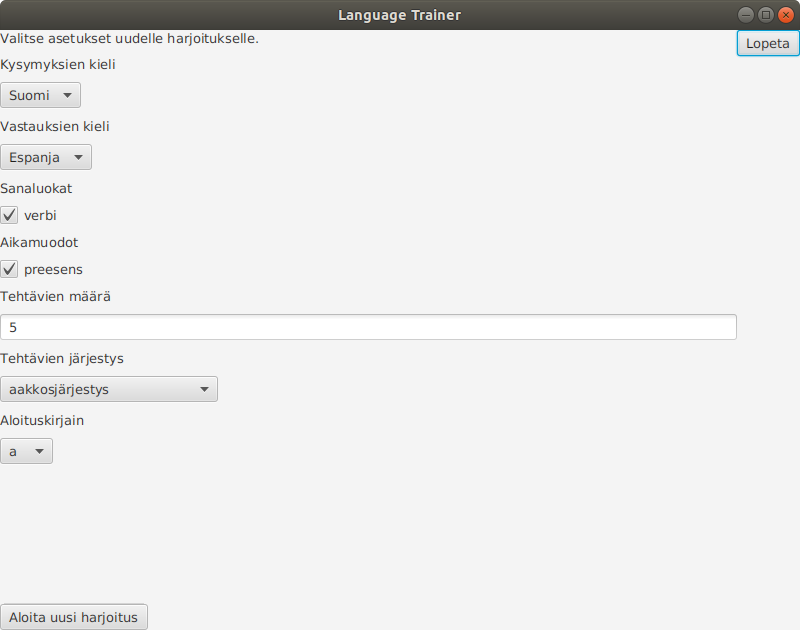 Language Trainer
Valitse asetukset uudelle harjoitukselle.
Lopeta
Kysymyksien kieli
Suomi
Vastauksien kieli
Espanja
Sanaluokat
verbi
Aikamuodot
preesens
Tehtävien määrä
5
Tehtävien järjestys
aakkosjärjestys
Aloituskirjain
a
Aloita uusi harjoitus